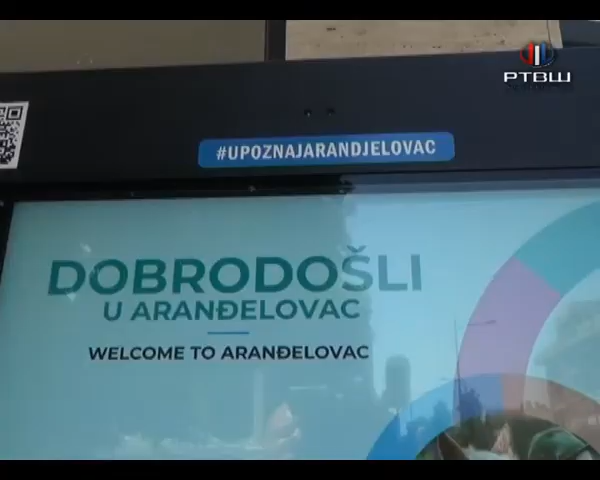 РТВШ
#UPOZNAJARANDJELOVAC
DOBRODOŠLI
U ARANĐELOVAC
WELCOME TO ARANĐELOVAC